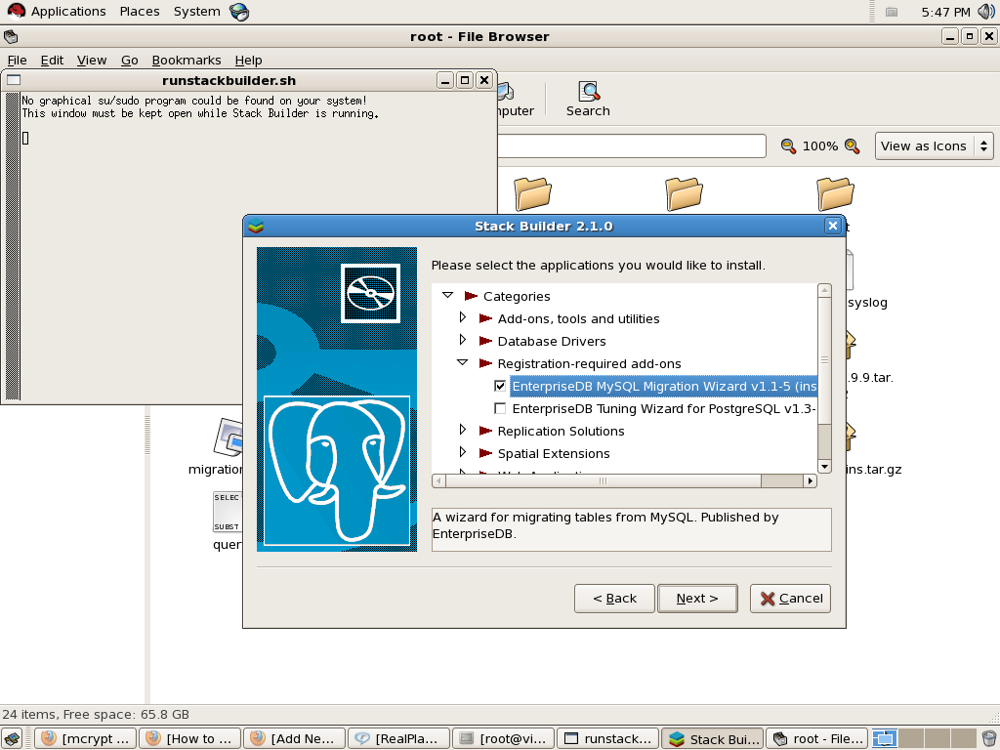 Applications Places System 5:47 PM
root - File Browser
File Edit View Go Bookmarks Help
runstackbuilder.sh
No graphical su/sudo program could be found on your system!
This window must be kept open while Stack Builder is running.
Search
100% View as Icons
syslog
Stack Builder 2.1.0
Please select the applications you would like to install.
Categories
Add-ons, tools and utilities
Database Drivers
Registration-required add-ons
EnterpriseDB MySQL Migration Wizard v1.1-5 (ins
EnterpriseDB Tuning Wizard for PostgreSQL v1.3-
Replication Solutions
Spatial Extensions
.9.9.tar.
migration
ins.tar.gz
SELEC
SUBST
quer
A wizard for migrating tables from MySQL. Published by
EnterpriseDB.
< Back Next > Cancel
24 items, Free space: 65.8 GB
[mcrypt ... [How to ... [Add Ne... [RealPla... [root@vi... runstack... Stack Bui... root - File...